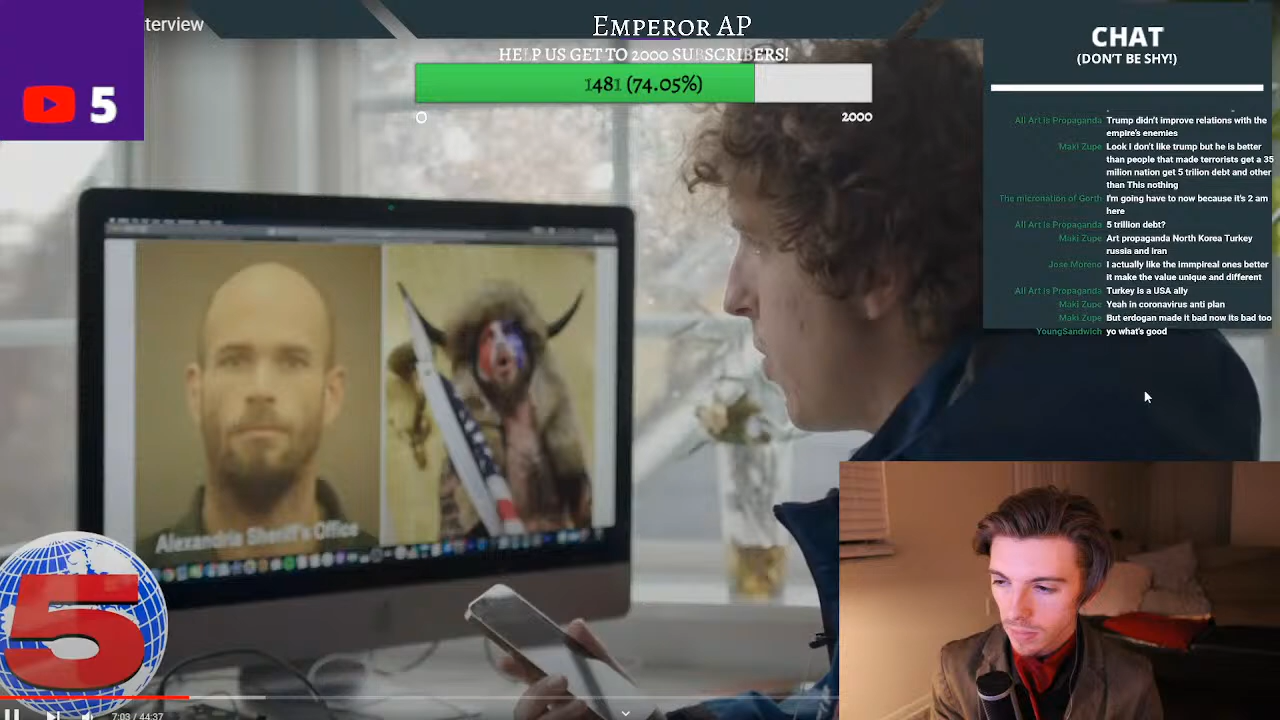 terview
5
EMPEROR AP
HELP US GET TO 2000 SUBSCRIBERS!
1481 (74.05%)
0
2000
CHAT
(DON'T BE SHY!)
All Art is Propaganda Trump didn't improve relations with the
empire's enemies
Maki Zupe Look I don't like trump but he is better
than people that made terrorists get a 35
milion nation get 5 trilion debt and other
than This nothing
The micronation of Gorth I'm going have to now because it's 2 am
here
All Art is Propaganda 5 trillion debt?
Maki Zupe Art propaganda North Korea Turkey
russia and iran
Jose Moreno I actually like the immpireal ones better
it make the value unique and different
All Art is Propaganda Turkey is a USA ally
Maki Zupe Yeah in coronavirus anti plan
Maki Zupe But erdogan made it bad now its bad too
YoungSandwich yo what's good
Alexandria Sheriff's Office
5
7:03 / 44:37